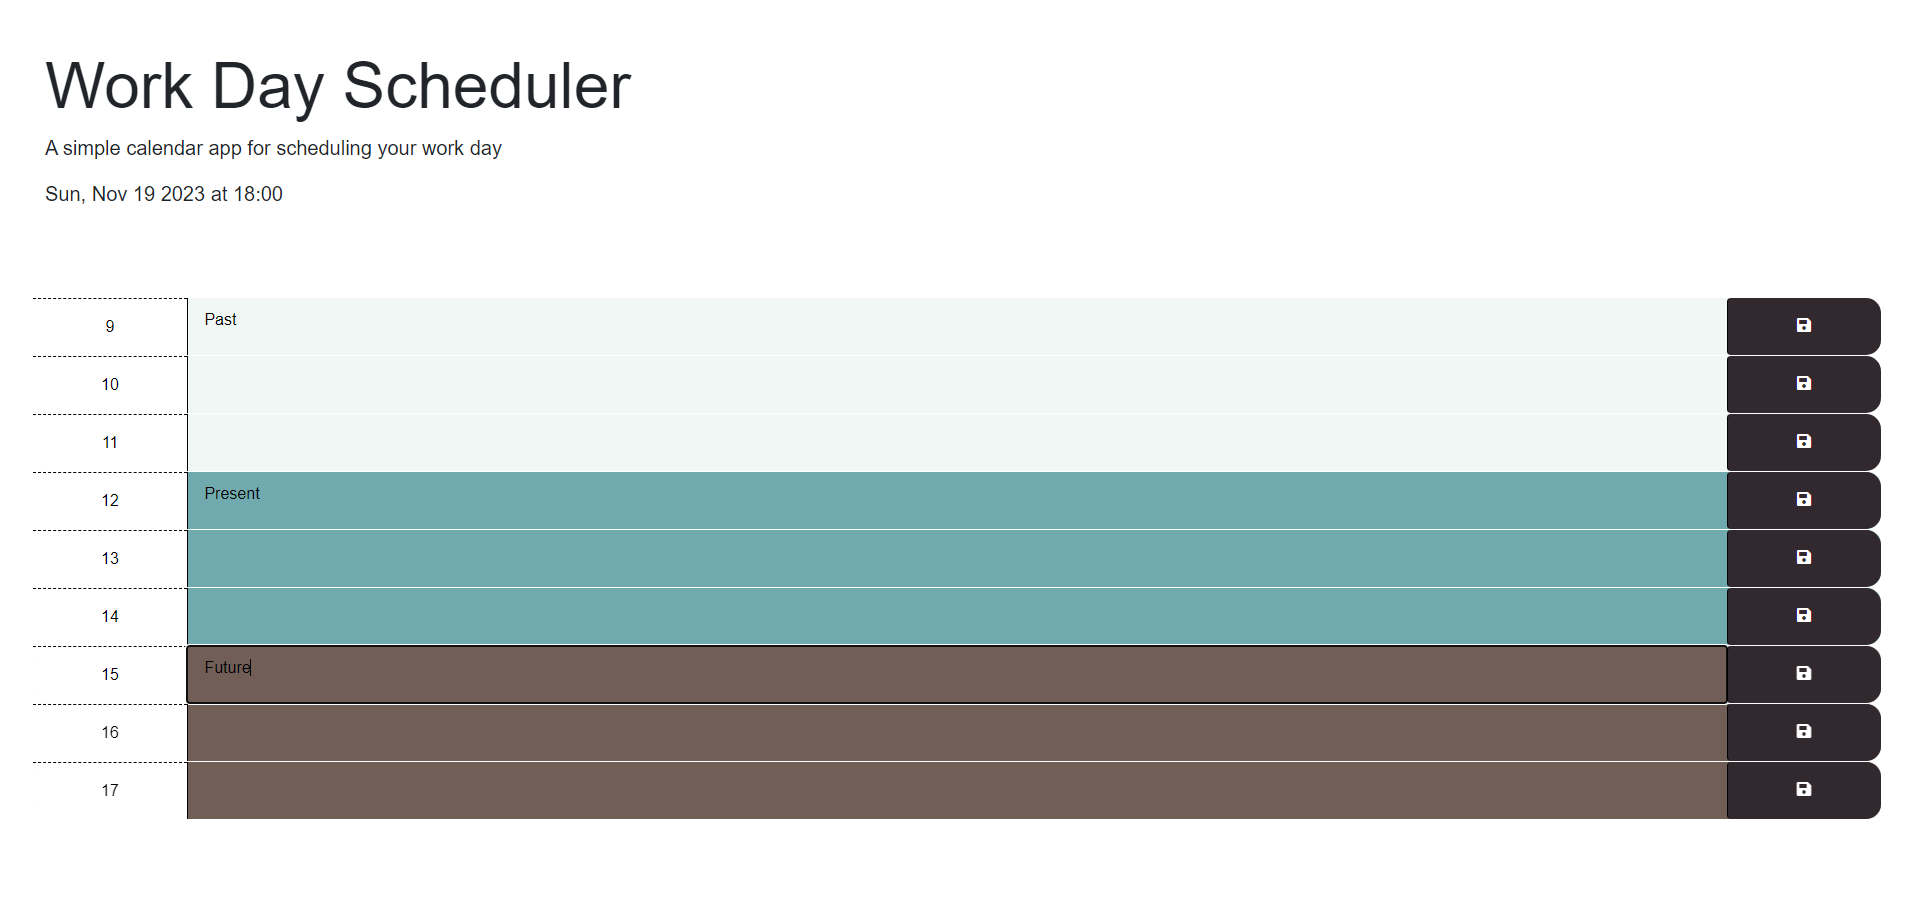 Work Day Scheduler
A simple calendar app for scheduling your work day
Sun, Nov 19 2023 at 18:00
9 Past
10
11
12 Present
13
14
15 Future
16
17